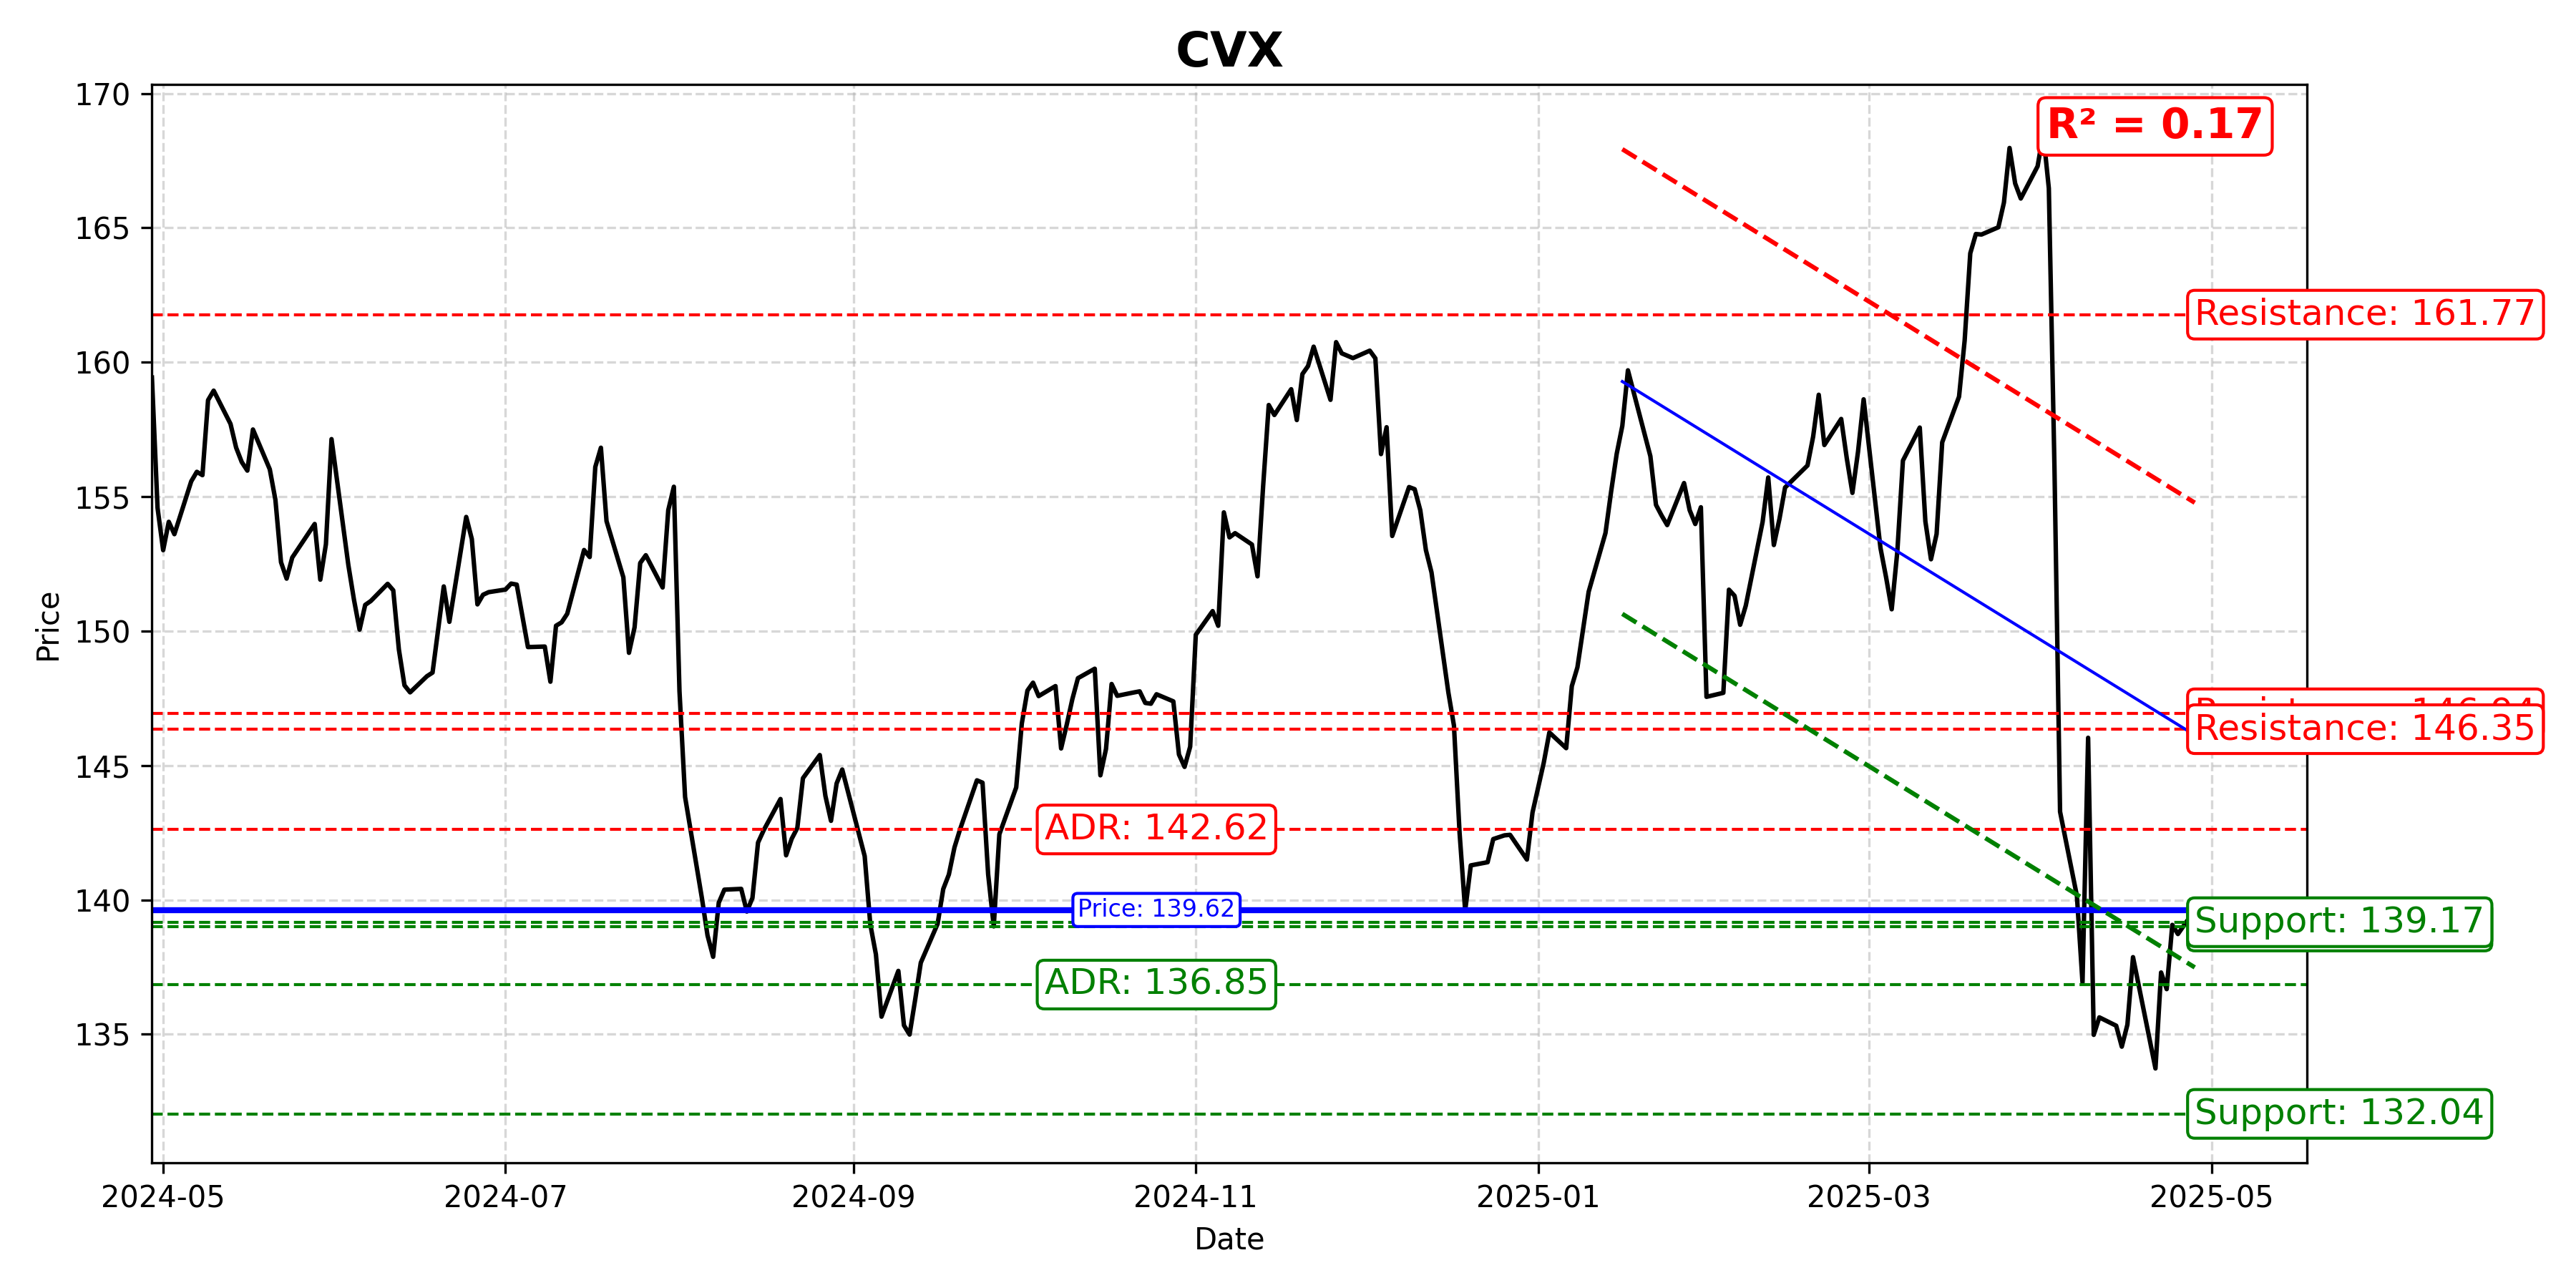 CVX
170
165
160
155
150
145
140
135
Price
R² = 0.17
Resistance: 161.77
Resistance: 146.35
ADR: 142.62
Price: 139.62
Support: 139.17
ADR: 136.85
Support: 132.04
2024-05
2024-07
2024-09
2024-11
2025-01
2025-03
2025-05
Date